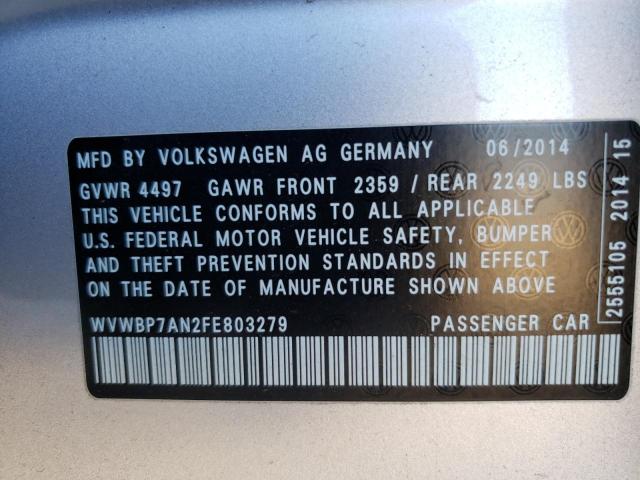 MFD BY VOLKSWAGEN AG GERMANY 06/2014
GVWR 4497 GAWR FRONT 2359 / REAR 2249 LBS
THIS VEHICLE CONFORMS TO ALL APPLICABLE
U.S. FEDERAL MOTOR VEHICLE SAFETY, BUMPER
AND THEFT PREVENTION STANDARDS IN EFFECT
ON THE DATE OF MANUFACTURE SHOWN ABOVE
WVWBP7AN2FE803279 PASSENGER CAR
2555105 2014 15